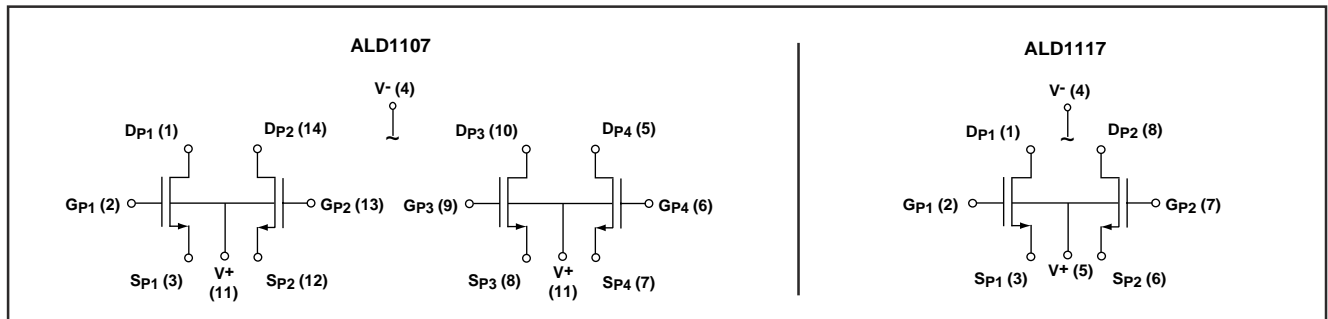 ALD1107
V- (4)
~
DP1 (1)
DP2 (14)
DP3 (10)
DP4 (5)
GP1 (2)
GP2 (13)
GP3 (9)
GP4 (6)
SP1 (3)
V+
(11)
SP2 (12)
SP3 (8)
V+
(11)
SP4 (7)
ALD1117
V- (4)
~
DP1 (1)
DP2 (8)
GP1 (2)
GP2 (7)
SP1 (3)
V+ (5)
SP2 (6)